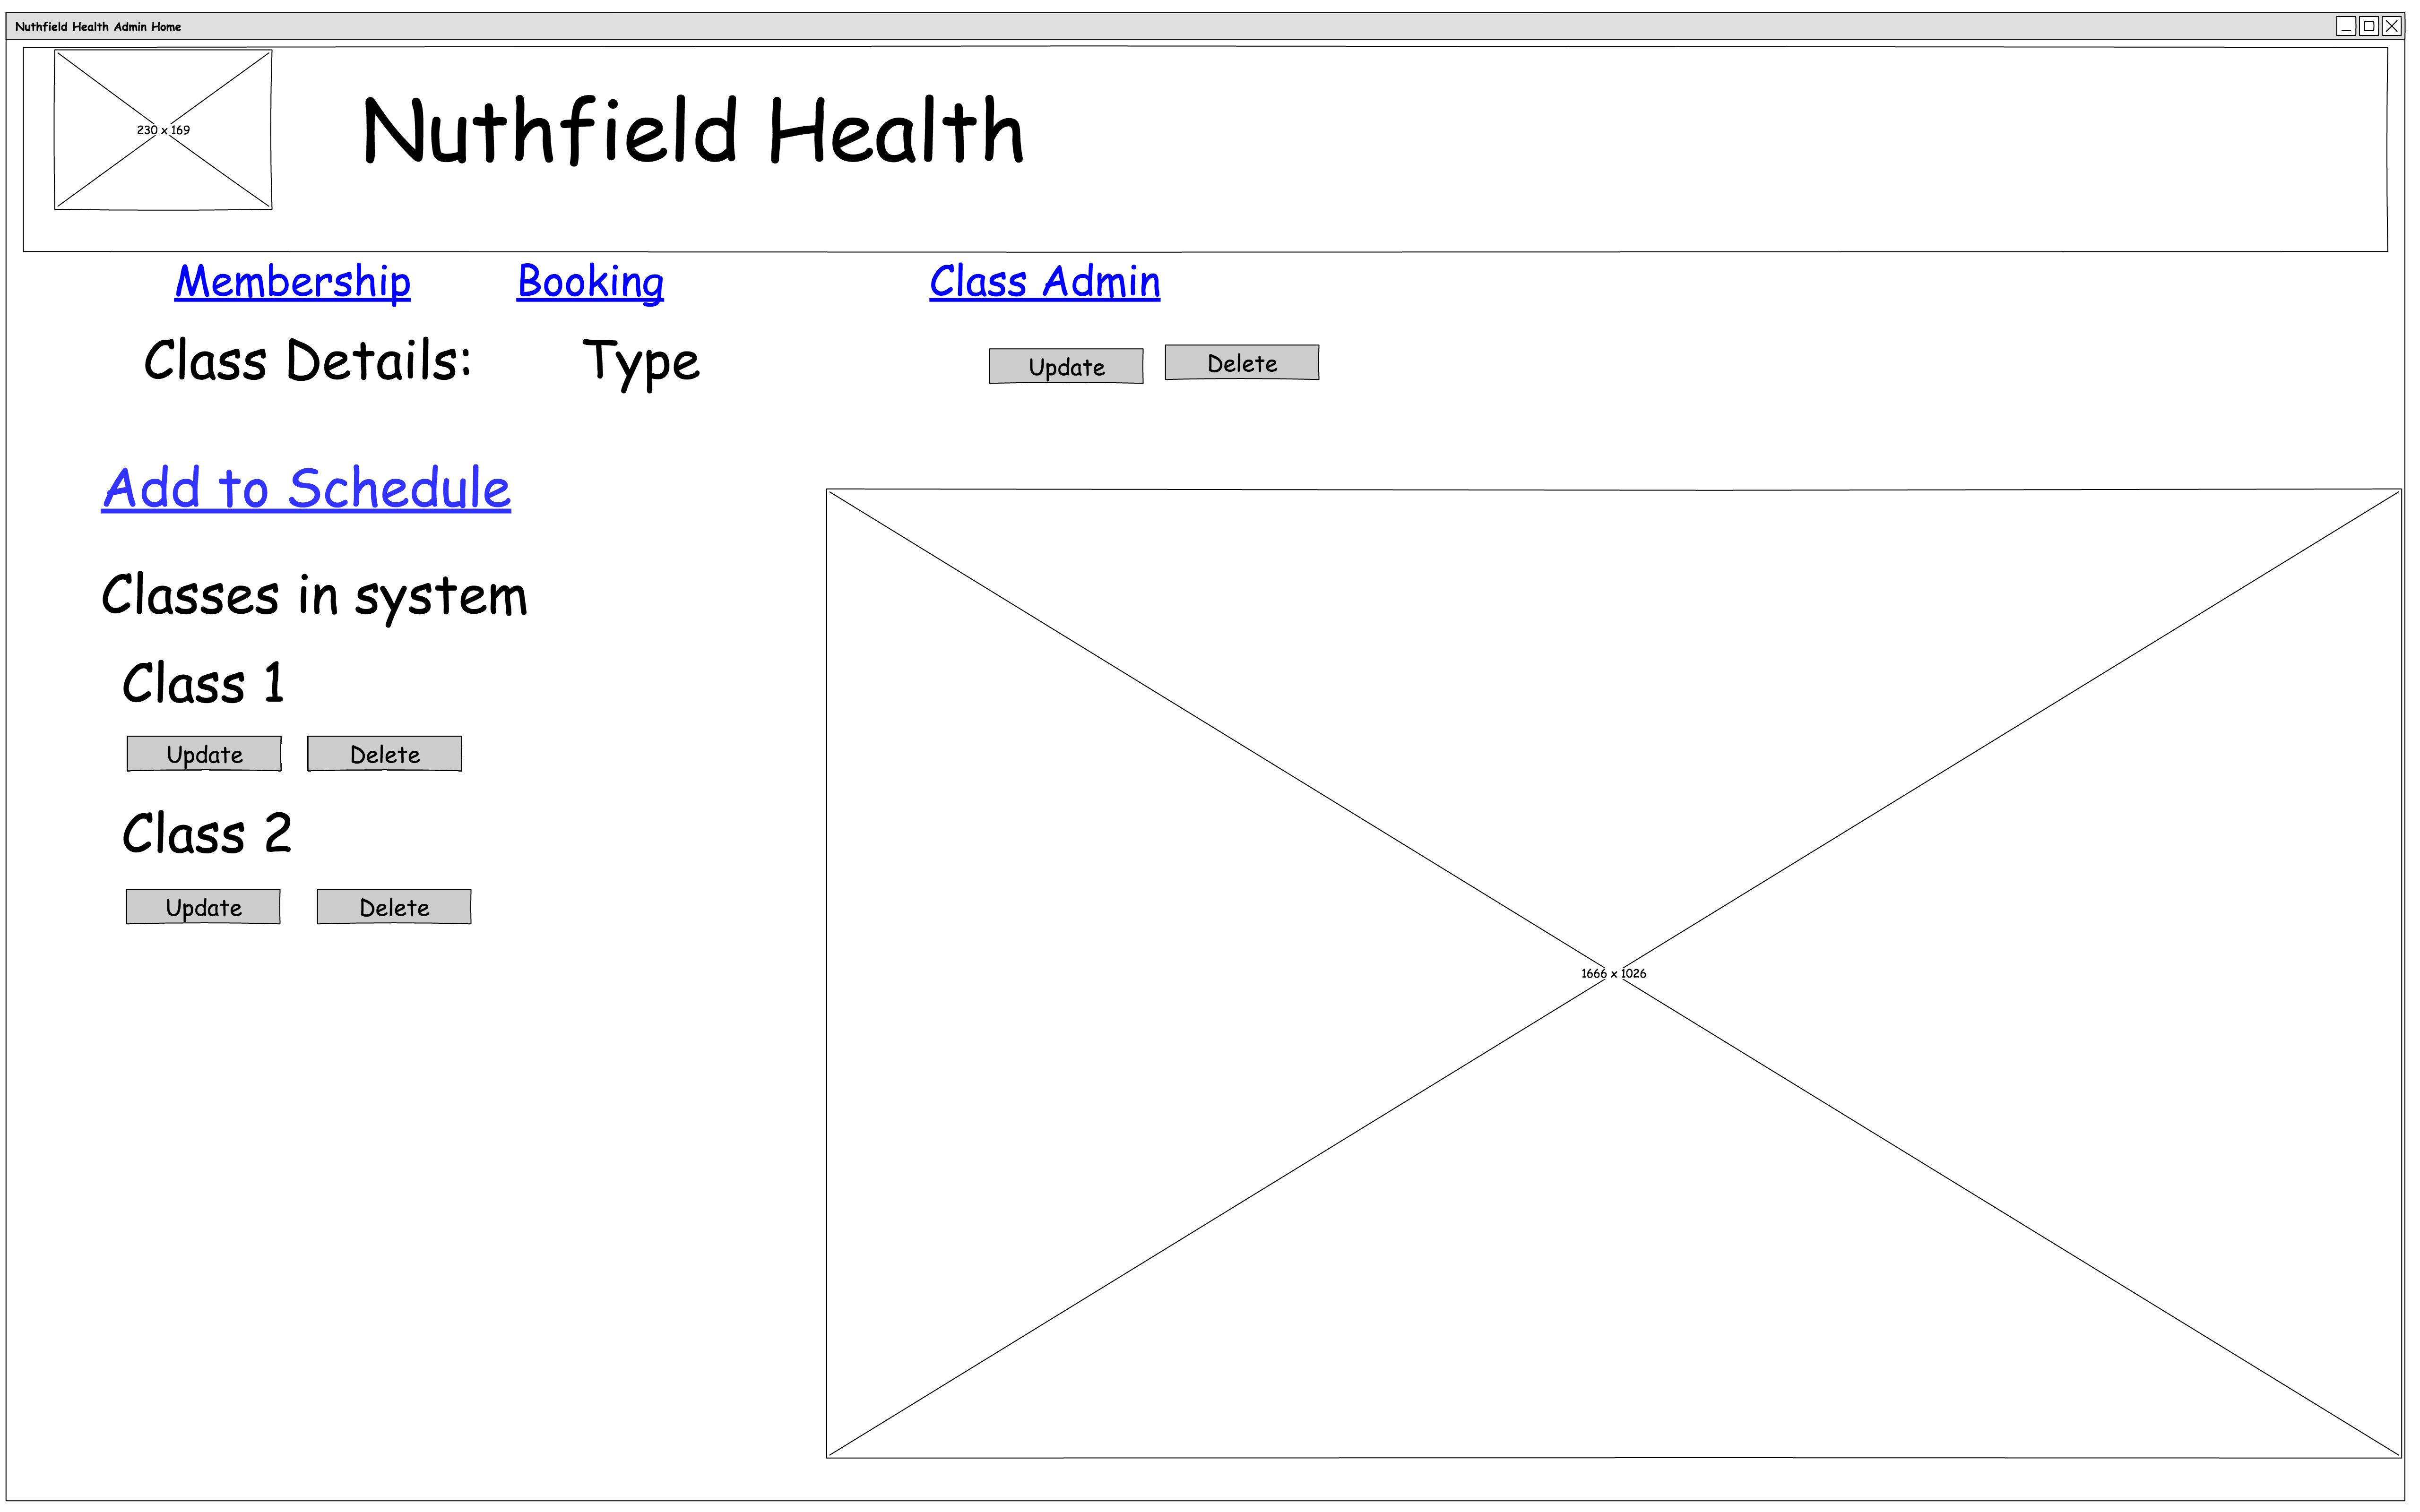 Nuthfield Health Admin Home
230 x 169
Nuthfield Health
Membership Booking Class Admin
Class Details: Type Update Delete
Add to Schedule
Classes in system
Class 1
Update Delete
Class 2
Update Delete
1666 x 1026